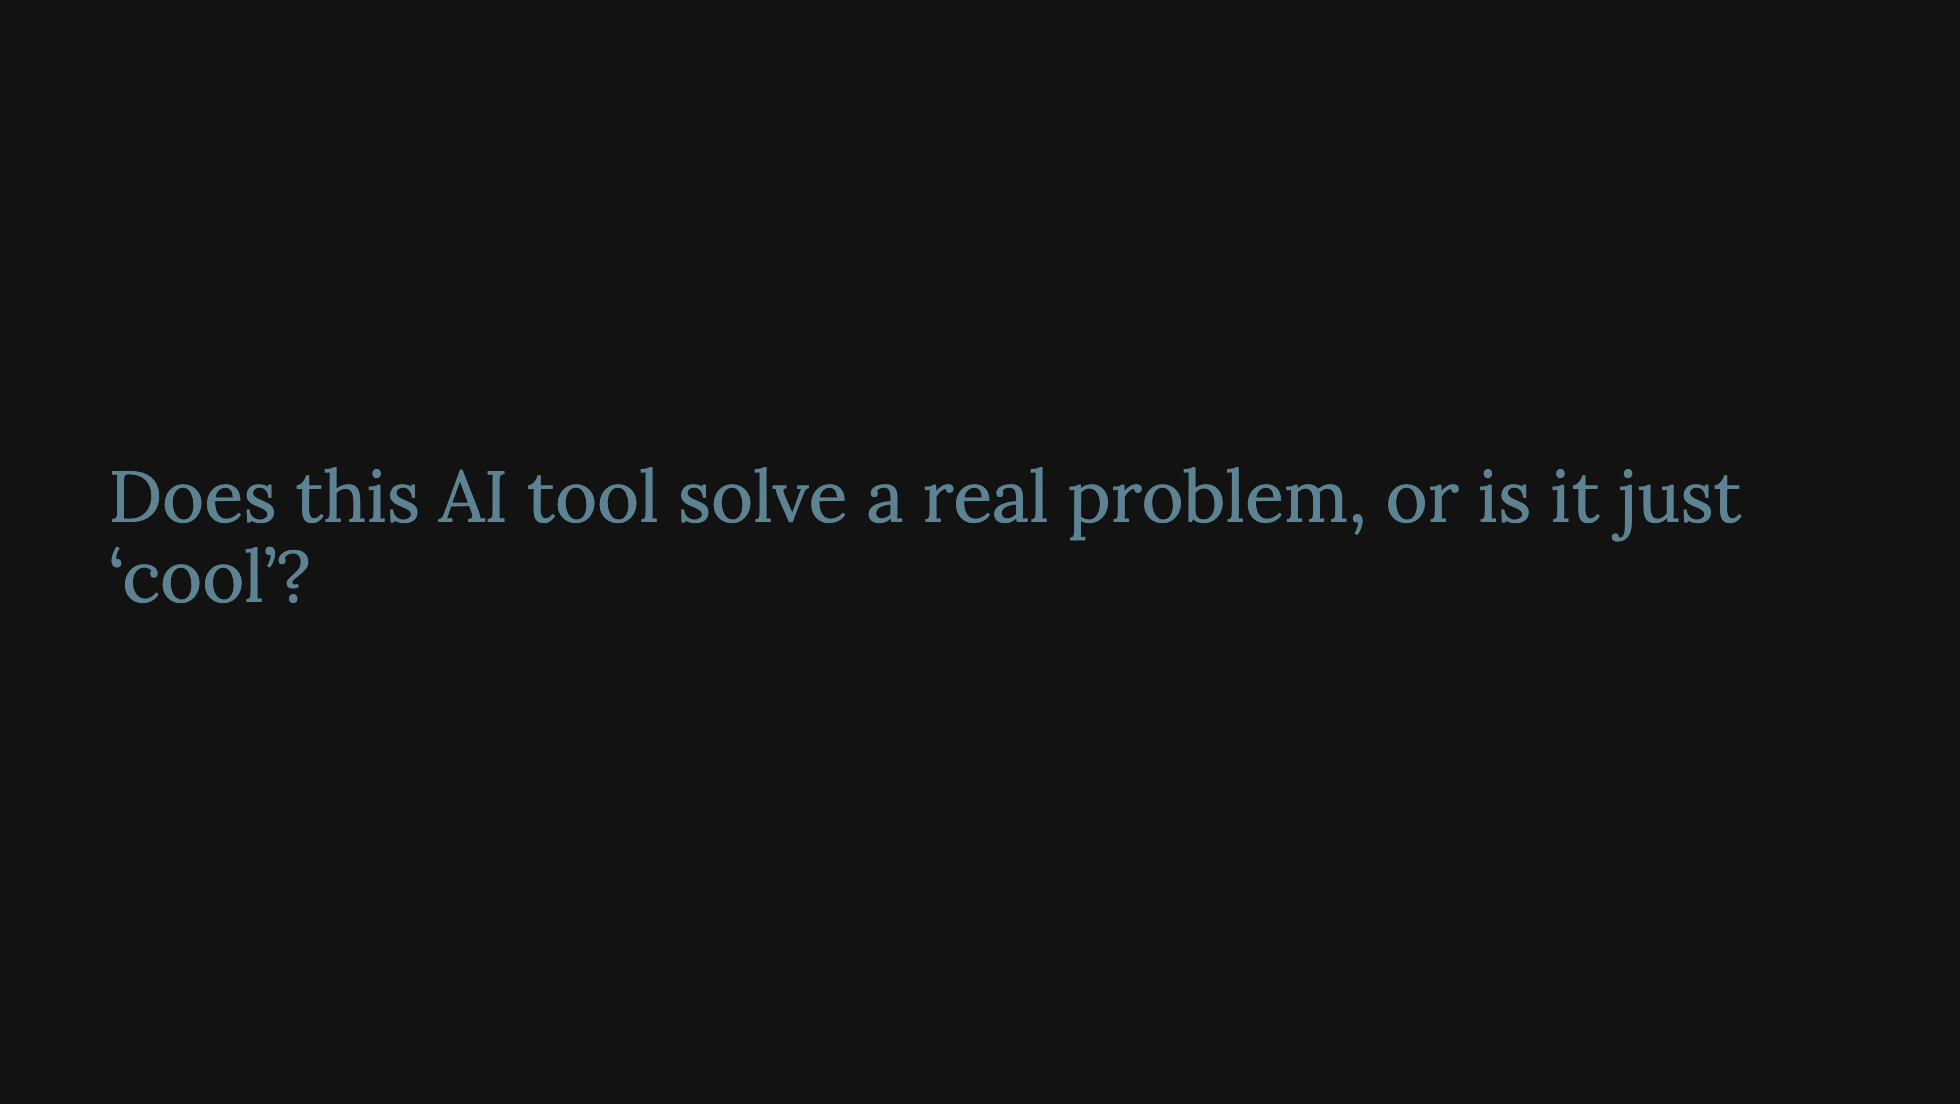 Does this AI tool solve a real problem, or is it just
‘cool’?